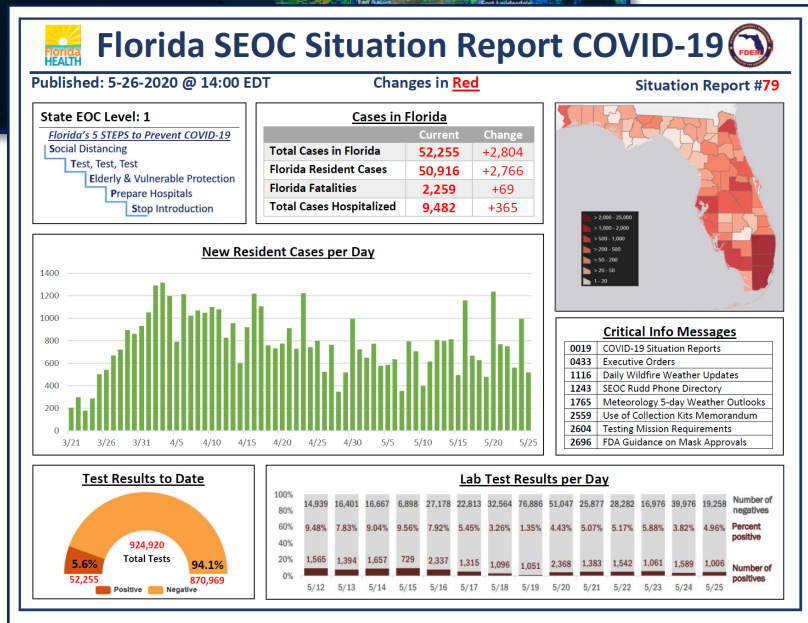 Florida
HEALTH
Florida SEOC Situation Report COVID-19
FDEM
Published: 5-26-2020 @ 14:00 EDT
Changes in Red
Situation Report #79
State EOC Level: 1
Florida's 5 STEPS to Prevent COVID-19
Social Distancing
Test, Test, Test
Elderly & Vulnerable Protection
Prepare Hospitals
Stop Introduction
Cases in Florida
Current Change
Total Cases in Florida 52,255 +2,804
Florida Resident Cases 50,916 +2,766
Florida Fatalities 2,259 +69
Total Cases Hospitalized 9,482 +365
> 2,000 - 25,000
> 1,000 - 2,000
> 500 - 1,000
> 200 - 500
> 50 - 200
> 20 - 50
1 - 20
New Resident Cases per Day
1400
1200
1000
800
600
400
200
0
3/21 3/26 3/31 4/5 4/10 4/15 4/20 4/25 4/30 5/5 5/10 5/15 5/20 5/25
Critical Info Messages
0019 COVID-19 Situation Reports
0433 Executive Orders
1116 Daily Wildfire Weather Updates
1243 SEOC Rudd Phone Directory
1765 Meteorology 5-day Weather Outlooks
2559 Use of Collection Kits Memorandum
2604 Testing Mission Requirements
2696 FDA Guidance on Mask Approvals
Test Results to Date
924,920
Total Tests
5.6% 94.1%
52,255 870,969
Positive Negative
Lab Test Results per Day
100%
80%
60%
40%
20%
0%
14,939 16,401 16,667 6,898 27,178 22,813 32,564 76,886 51,047 25,877 28,282 16,976 39,976 19,258 Number of negatives
9.48% 7.83% 9.04% 9.56% 7.92% 5.45% 3.26% 1.35% 4.43% 5.07% 5.17% 5.88% 3.82% 4.96% Percent positive
1,565 1,394 1,657 729 2,337 1,315 1,096 1,051 2,368 1,383 1,542 1,061 1,589 1,006 Number of positives
5/12 5/13 5/14 5/15 5/16 5/17 5/18 5/19 5/20 5/21 5/22 5/23 5/24 5/25